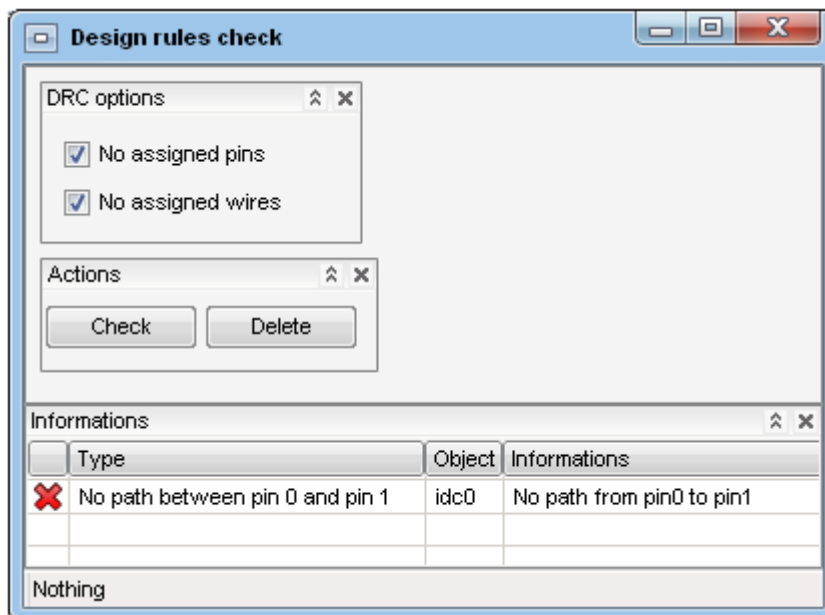 Design rules check
DRC options
No assigned pins
No assigned wires
Actions
Check Delete
Informations
Type Object Informations
No path between pin 0 and pin 1 idc0 No path from pin0 to pin1
Nothing